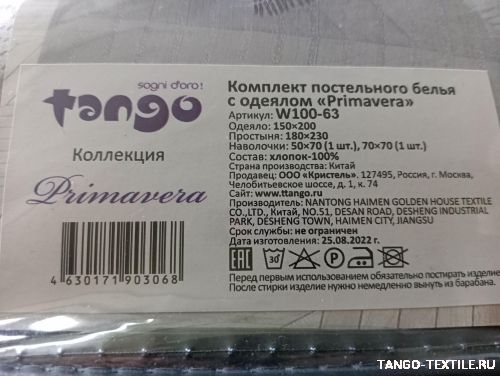 sogni d'oro!
tango
Коллекция
Primavera
4 630171 903068
Комплект постельного белья
с одеялом «Primavera»
Артикул: W100-63
Одеяло: 150×200
Простыня: 180×230
Наволочки: 50×70 (1 шт.), 70×70 (1 шт.)
Состав: хлопок-100%
Страна производства: Китай
Продавец: ООО «Кристель». 127495, Россия, г. Москва,
Челобитьевское шоссе, д. 1, к. 74
Сайт: www.ttango.ru
Производитель: NANTONG HAIMEN GOLDEN HOUSE TEXTILE
CO.,LTD., Китай, NO.51, DESAN ROAD, DESHENG INDUSTRIAL
PARK, DESHENG TOWN, HAIMEN CITY, JIANGSU
Срок службы: не ограничен
Дата изготовления: 25.08.2022 г.
EAC 30
Перед первым использованием обязательно постирать изделие
После стирки изделие нужно немедленно вынуть из барабана.
TANGO-TEXTILE.RU